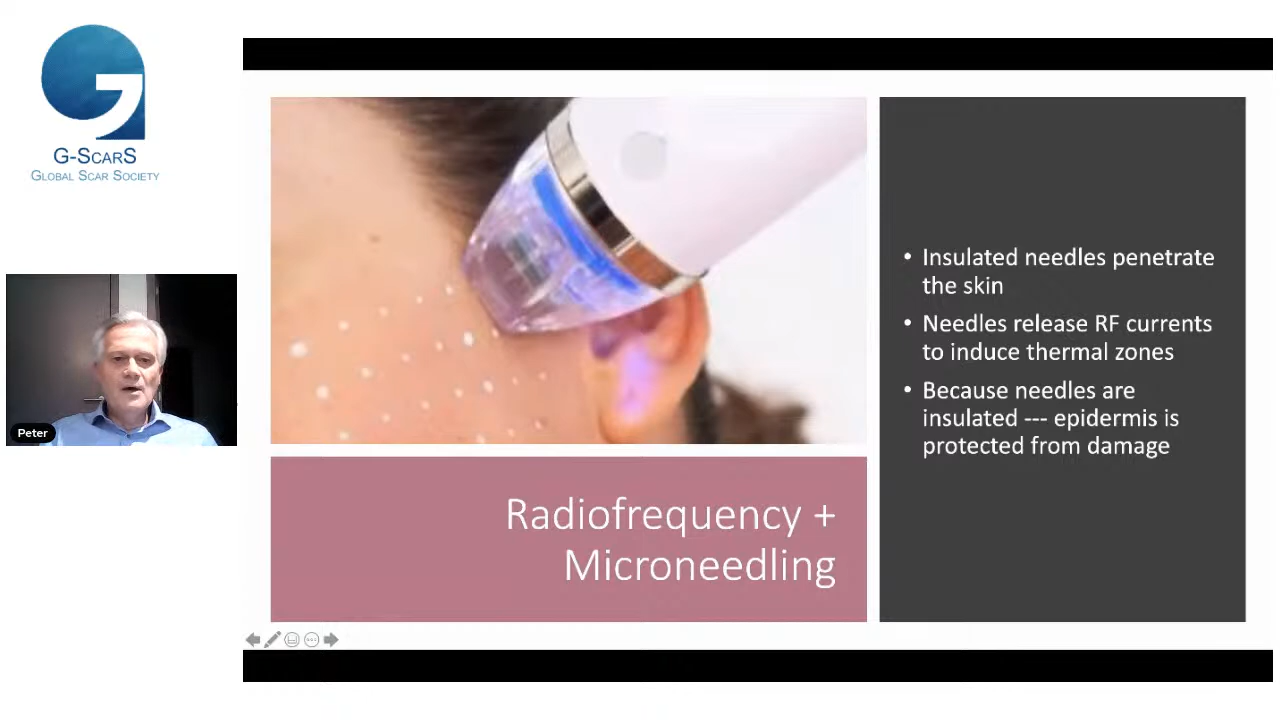 G-ScarS
Global Scar Society
Peter
Radiofrequency +
Microneedling
• Insulated needles penetrate
the skin
• Needles release RF currents
to induce thermal zones
• Because needles are
insulated --- epidermis is
protected from damage